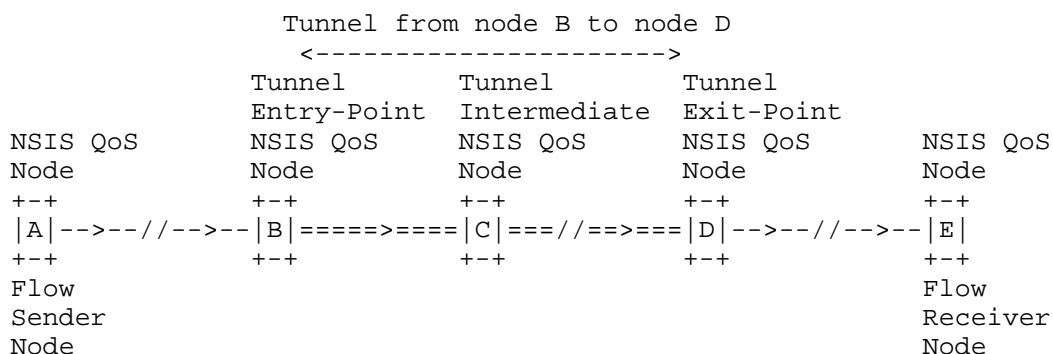 Tunnel from node B to node D
<---------------------->
Tunnel Tunnel Tunnel
Entry-Point Intermediate Exit-Point
NSIS QoS NSIS QoS NSIS QoS NSIS QoS NSIS QoS
Node Node Node Node Node
+-+ +-+ +-+ +-+ +-+
|A|-->--//-->--|B|=====>====|C|===//==>===|D|-->--//-->--|E|
+-+ +-+ +-+ +-+ +-+
Flow Flow
Sender Receiver
Node Node